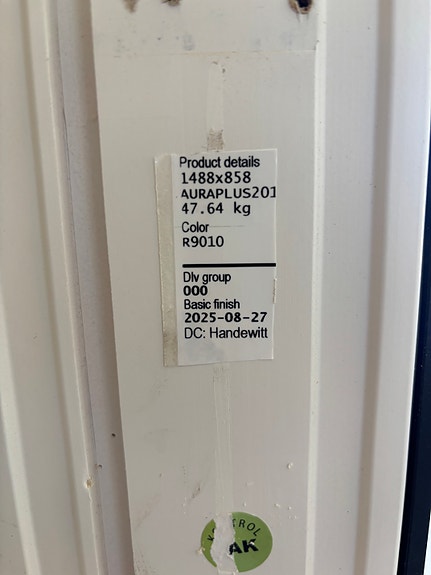 Product details
1488x858
AURAPLUS201
47.64 kg
Color
R9010
Dlv group
000
Basic finish
2025-08-27
DC: Handewitt
AK